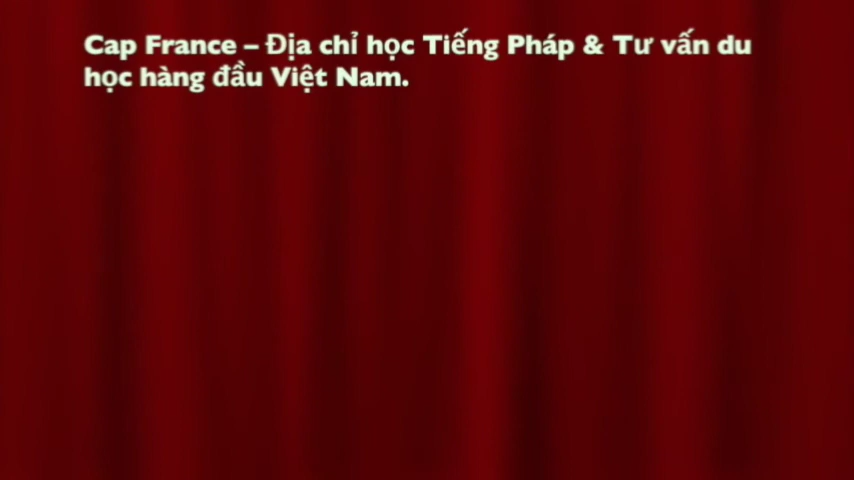 Cap France – Địa chỉ học Tiếng Pháp & Tư vấn du
học hàng đầu Việt Nam.